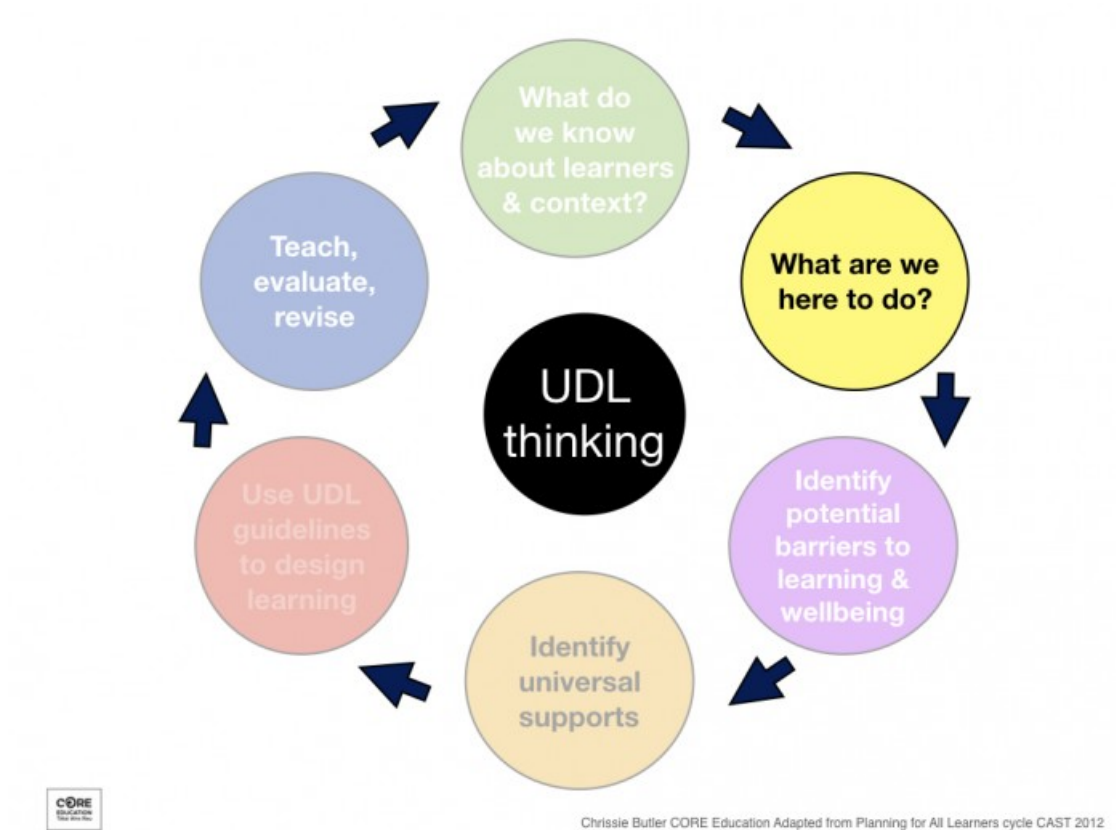 What do
we know
about learners
& context?
What are we
here to do?
Identify
potential
barriers to
learning &
wellbeing
Identify
universal
supports
Use UDL
guidelines
to design
learning
Teach,
evaluate,
revise
UDL
thinking
CORE
EDUCATION
Chrissie Butler CORE Education Adapted from Planning for All Learners cycle CAST 2012